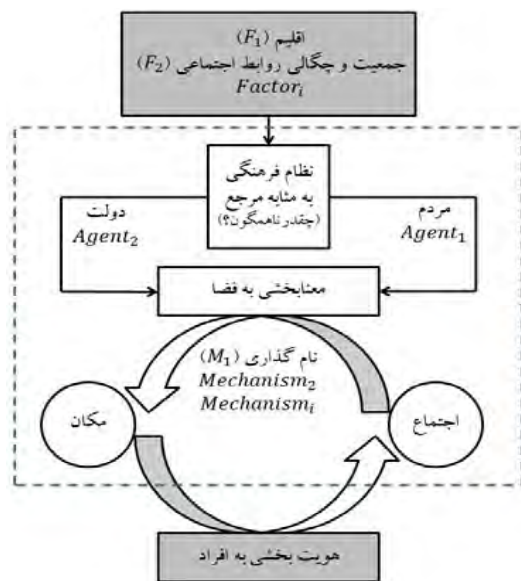 اقلیم (F₁)
جمعیت و چگالی روابط اجتماعی (F₂)
Factorᵢ
نظام فرهنگی
به مثابه مرجع
(چقدر ناهمگون؟)
مردم
Agent₁
دولت
Agent₂
معنابخشی به فضا
نام گذاری (M₁)
Mechanism₂
Mechanismᵢ
اجتماع
مکان
هویت بخشی به افراد